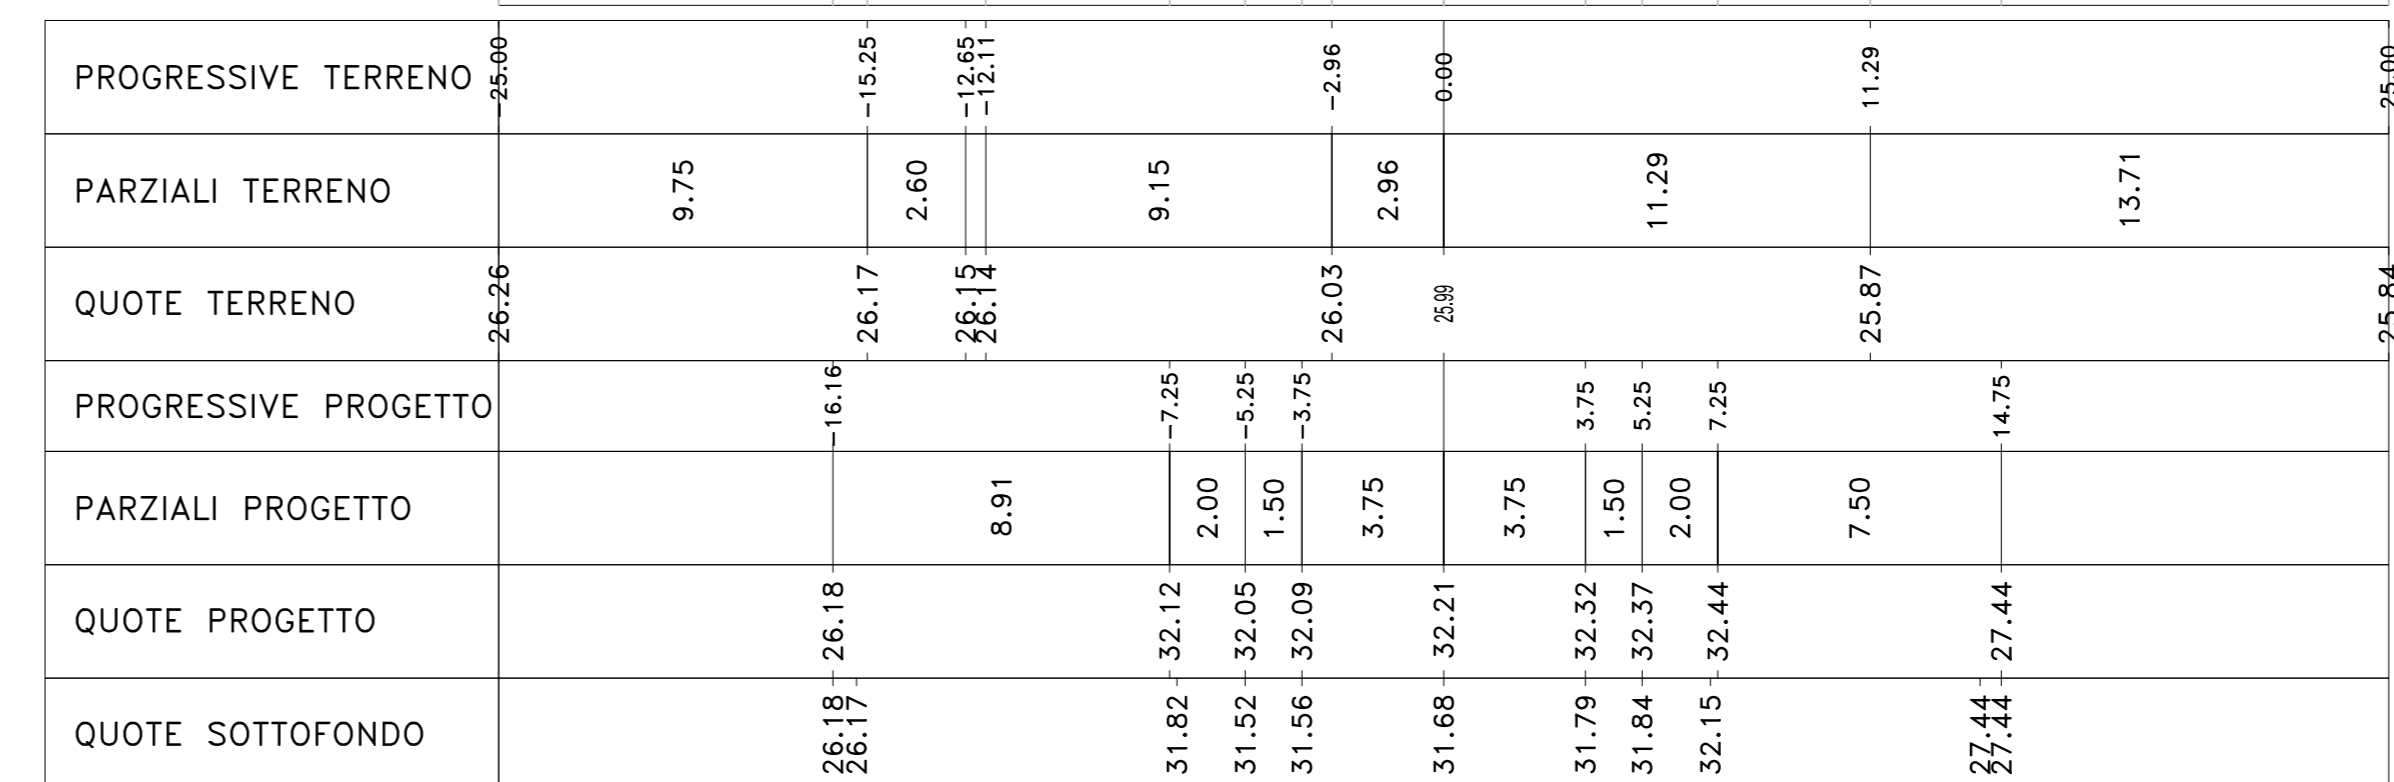 PROGRESSIVE TERRENO -25.00 -15.25 -12.65 -12.11 -2.96 0.00 11.29 25.00
PARZIALI TERRENO 9.75 2.60 9.15 2.96 11.29 13.71
QUOTE TERRENO 26.26 26.17 26.15 26.14 26.03 25.99 25.87 25.84
PROGRESSIVE PROGETTO -16.16 -7.25 -5.25 -3.75 3.75 5.25 7.25 14.75
PARZIALI PROGETTO 8.91 2.00 1.50 3.75 3.75 1.50 2.00 7.50
QUOTE PROGETTO 26.18 32.12 32.05 32.09 32.21 32.32 32.37 32.44 27.44
QUOTE SOTTOFONDO 26.18 26.17 31.82 31.52 31.56 31.68 31.79 31.84 32.15 27.44 27.44